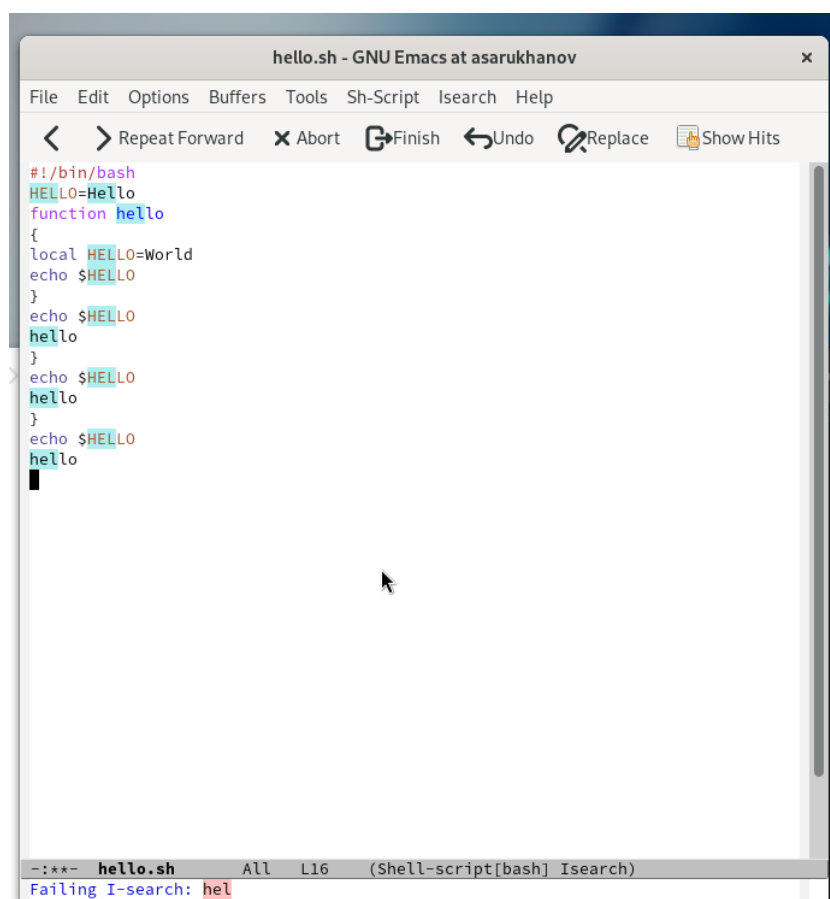 hello.sh - GNU Emacs at asarukhanov
File Edit Options Buffers Tools Sh-Script Isearch Help
Repeat Forward Abort Finish Undo Replace Show Hits
#!/bin/bash
HELLO=Hello
function hello
{
local HELLO=World
echo $HELLO
}
echo $HELLO
hello
}
echo $HELLO
hello
}
echo $HELLO
hello
-:**- hello.sh All L16 (Shell-script[bash] Isearch)
Failing I-search: hel